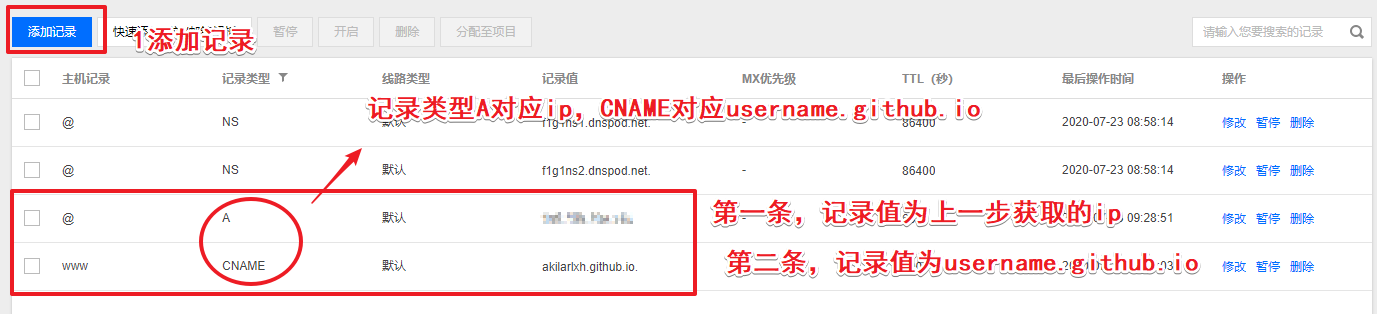 添加记录 暂停 开启 删除 分配至项目 请输入您要搜索的记录
1添加记录
主机记录 记录类型 线路类型 记录值 MX优先级 TTL（秒） 最后操作时间 操作
记录类型A对应ip，CNAME对应username.github.io
@ NS 默认 f1g1ns1.dnspod.net. - 86400 2020-07-23 08:58:14 修改 暂停 删除
@ NS 默认 f1g1ns2.dnspod.net. - 86400 2020-07-23 08:58:14 修改 暂停 删除
@ A 默认 09:28:51 修改 暂停 删除
第一条，记录值为上一步获取的ip
www CNAME 默认 akilarlxh.github.io. 修改 暂停 删除
第二条，记录值为username.github.io